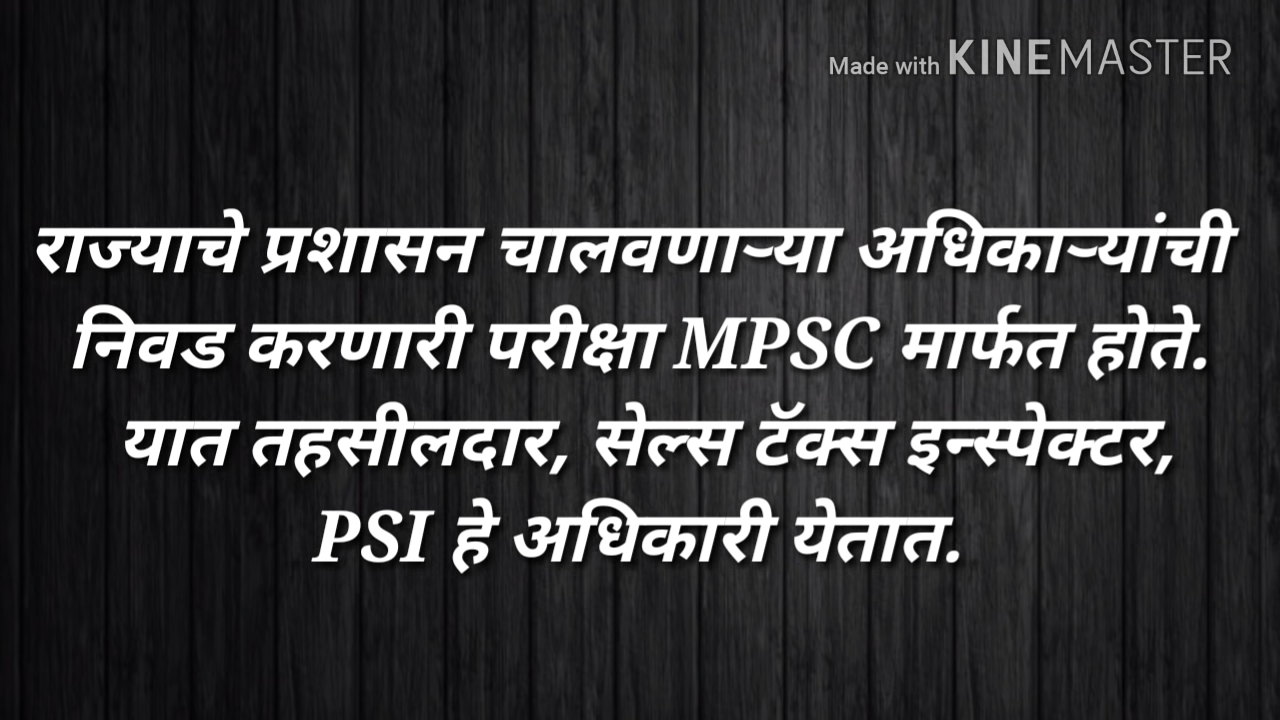 Made with KINEMASTER
राज्याचे प्रशासन चालवणाऱ्या अधिकाऱ्यांची
निवड करणारी परीक्षा MPSC मार्फत होते.
यात तहसीलदार, सेल्स टॅक्स इन्स्पेक्टर,
PSI हे अधिकारी येतात.